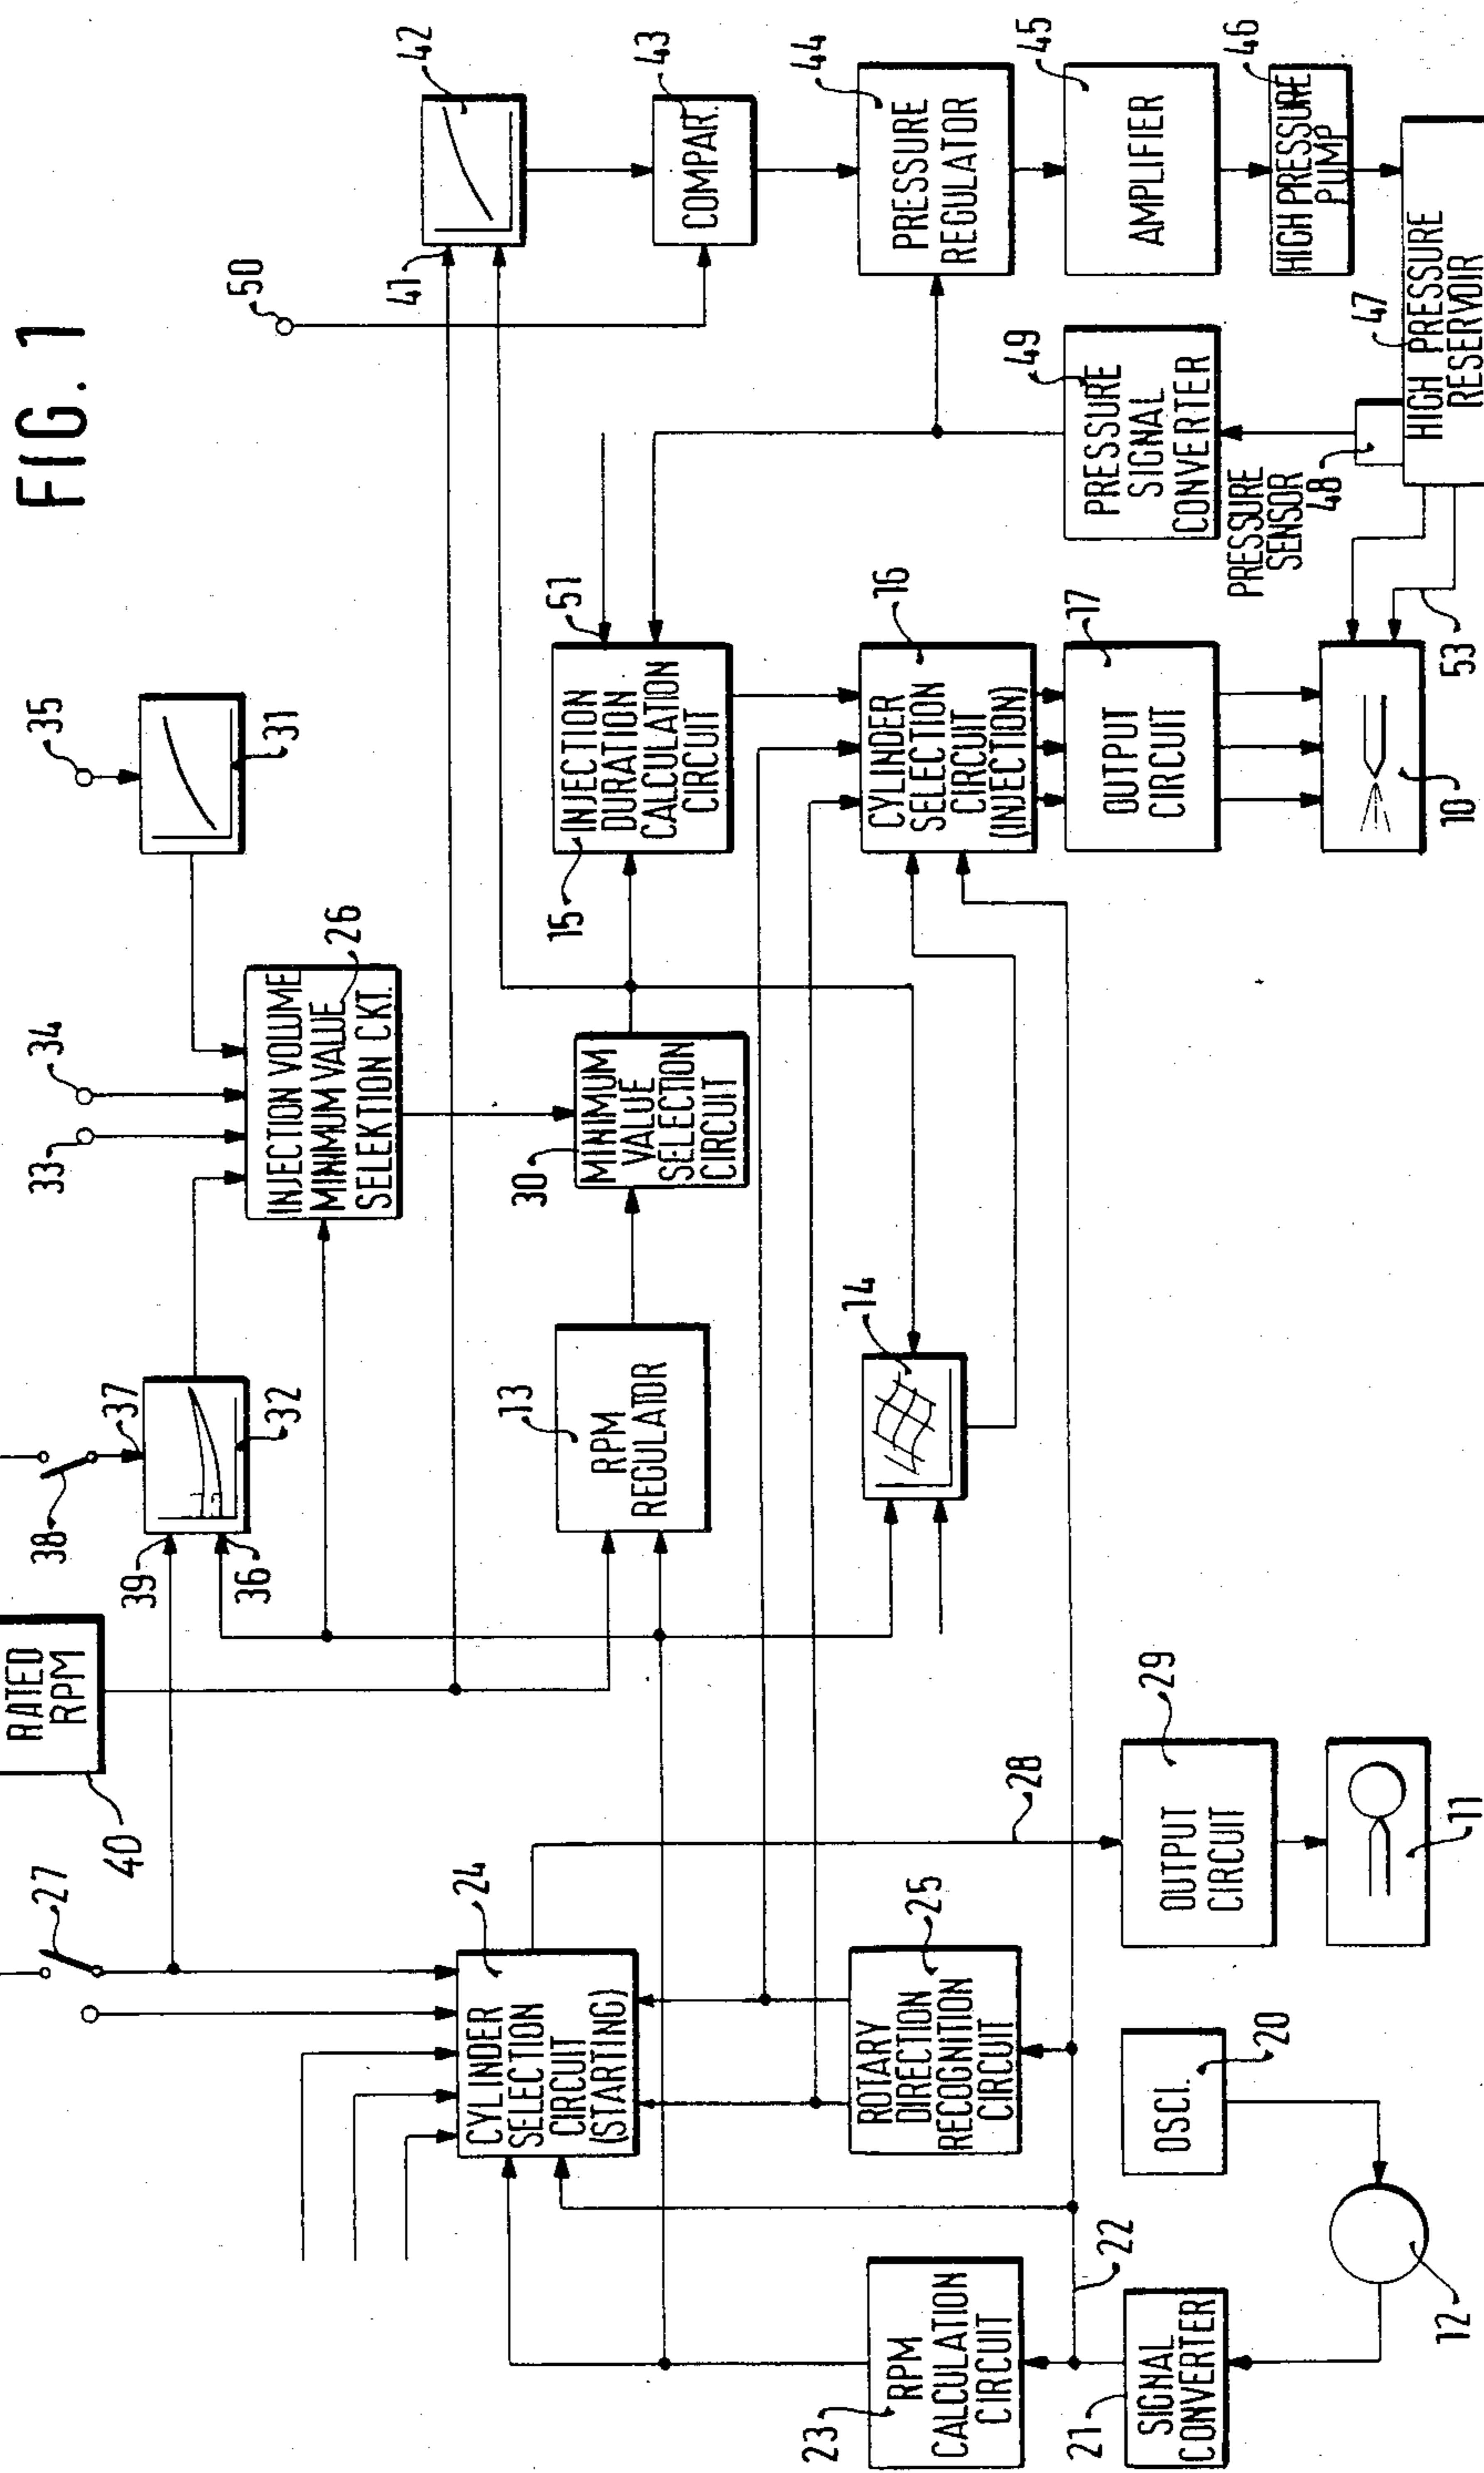 FIG. 1
RATED
RPM
40
27
38
37
39
36
32
33
34
35
31
INJECTION VOLUME
MINIMUM VALUE
SELEKTION CKT.
26
50
41
42
COMPAR.
43
PRESSURE
REGULATOR
44
AMPLIFIER
45
HIGH PRESSURE
PUMP
46
HIGH PRESSURE
RESERVOIR
47
PRESSURE
SIGNAL
CONVERTER
49
PRESSURE
SENSOR
48
53
CYLINDER
SELECTION
CIRCUIT
(STARTING)
24
RPM
REGULATOR
13
MINIMUM
VALUE
SELECTION
CIRCUIT
30
INJECTION
DURATION
CALCULATION
CIRCUIT
15
51
14
CYLINDER
SELECTION
CIRCUIT
(INJECTION)
16
OUTPUT
CIRCUIT
17
10
RPM
CALCULATION
CIRCUIT
23
ROTARY
DIRECTION
RECOGNITION
CIRCUIT
25
28
OUTPUT
CIRCUIT
29
11
22
SIGNAL
CONVERTER
21
OSCI.
20
12